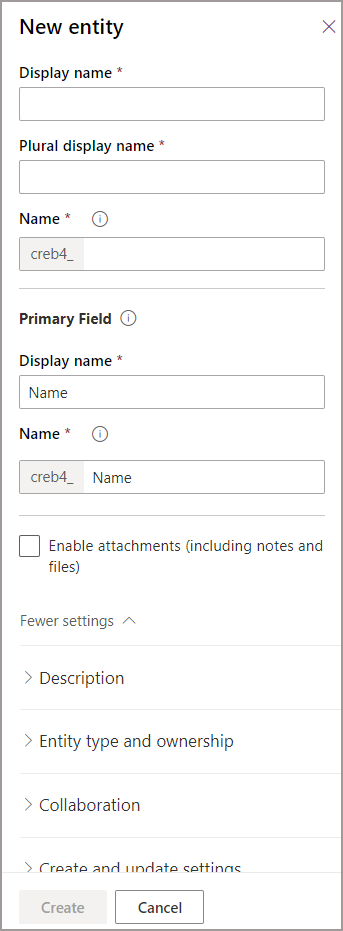 New entity
Display name *
Plural display name *
Name *
creb4_
Primary Field
Display name *
Name
Name *
creb4_ Name
Enable attachments (including notes and
files)
Fewer settings
Description
Entity type and ownership
Collaboration
Create and update settings
Create Cancel